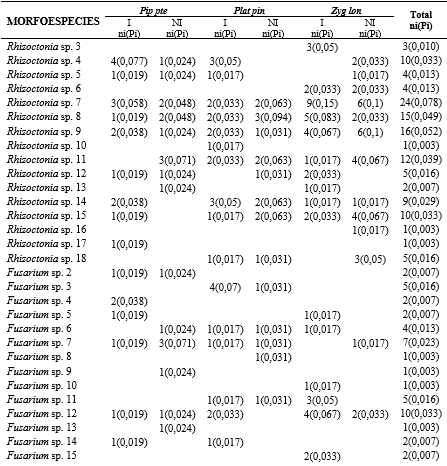 MORFOESPECIES Pip pte Plat pin Zyg lon Total
I NI I NI I NI
ni(Pi) ni(Pi) ni(Pi) ni(Pi) ni(Pi) ni(Pi) ni(Pi)
Rhizoctonia sp. 3 3(0,05) 3(0,010)
Rhizoctonia sp. 4 4(0,077) 1(0,024) 3(0,05) 2(0,033) 10(0,033)
Rhizoctonia sp. 5 1(0,019) 1(0,024) 1(0,017) 1(0,017) 4(0,013)
Rhizoctonia sp. 6 2(0,033) 2(0,033) 4(0,013)
Rhizoctonia sp. 7 3(0,058) 2(0,048) 2(0,033) 2(0,063) 9(0,15) 6(0,1) 24(0,078)
Rhizoctonia sp. 8 1(0,019) 2(0,048) 2(0,033) 3(0,094) 5(0,083) 2(0,033) 15(0,049)
Rhizoctonia sp. 9 2(0,038) 1(0,024) 2(0,033) 1(0,031) 4(0,067) 6(0,1) 16(0,052)
Rhizoctonia sp. 10 1(0,017) 1(0,003)
Rhizoctonia sp. 11 3(0,071) 2(0,033) 2(0,063) 1(0,017) 4(0,067) 12(0,039)
Rhizoctonia sp. 12 1(0,019) 1(0,024) 1(0,031) 2(0,033) 5(0,016)
Rhizoctonia sp. 13 1(0,024) 1(0,017) 2(0,007)
Rhizoctonia sp. 14 2(0,038) 3(0,05) 2(0,063) 1(0,017) 1(0,017) 9(0,029)
Rhizoctonia sp. 15 1(0,019) 1(0,017) 2(0,063) 2(0,033) 4(0,067) 10(0,033)
Rhizoctonia sp. 16 1(0,017) 1(0,003)
Rhizoctonia sp. 17 1(0,019) 1(0,003)
Rhizoctonia sp. 18 1(0,017) 1(0,031) 3(0,05) 5(0,016)
Fusarium sp. 2 1(0,019) 1(0,024) 2(0,007)
Fusarium sp. 3 4(0,07) 1(0,031) 5(0,016)
Fusarium sp. 4 2(0,038) 2(0,007)
Fusarium sp. 5 1(0,019) 1(0,017) 2(0,007)
Fusarium sp. 6 1(0,024) 1(0,017) 1(0,031) 1(0,017) 4(0,013)
Fusarium sp. 7 1(0,019) 3(0,071) 1(0,017) 1(0,031) 1(0,017) 7(0,023)
Fusarium sp. 8 1(0,031) 1(0,003)
Fusarium sp. 9 1(0,024) 1(0,003)
Fusarium sp. 10 1(0,017) 1(0,003)
Fusarium sp. 11 1(0,017) 1(0,031) 3(0,05) 5(0,016)
Fusarium sp. 12 1(0,019) 1(0,024) 2(0,033) 4(0,067) 2(0,033) 10(0,033)
Fusarium sp. 13 1(0,024) 1(0,003)
Fusarium sp. 14 1(0,019) 1(0,017) 2(0,007)
Fusarium sp. 15 2(0,033) 2(0,007)